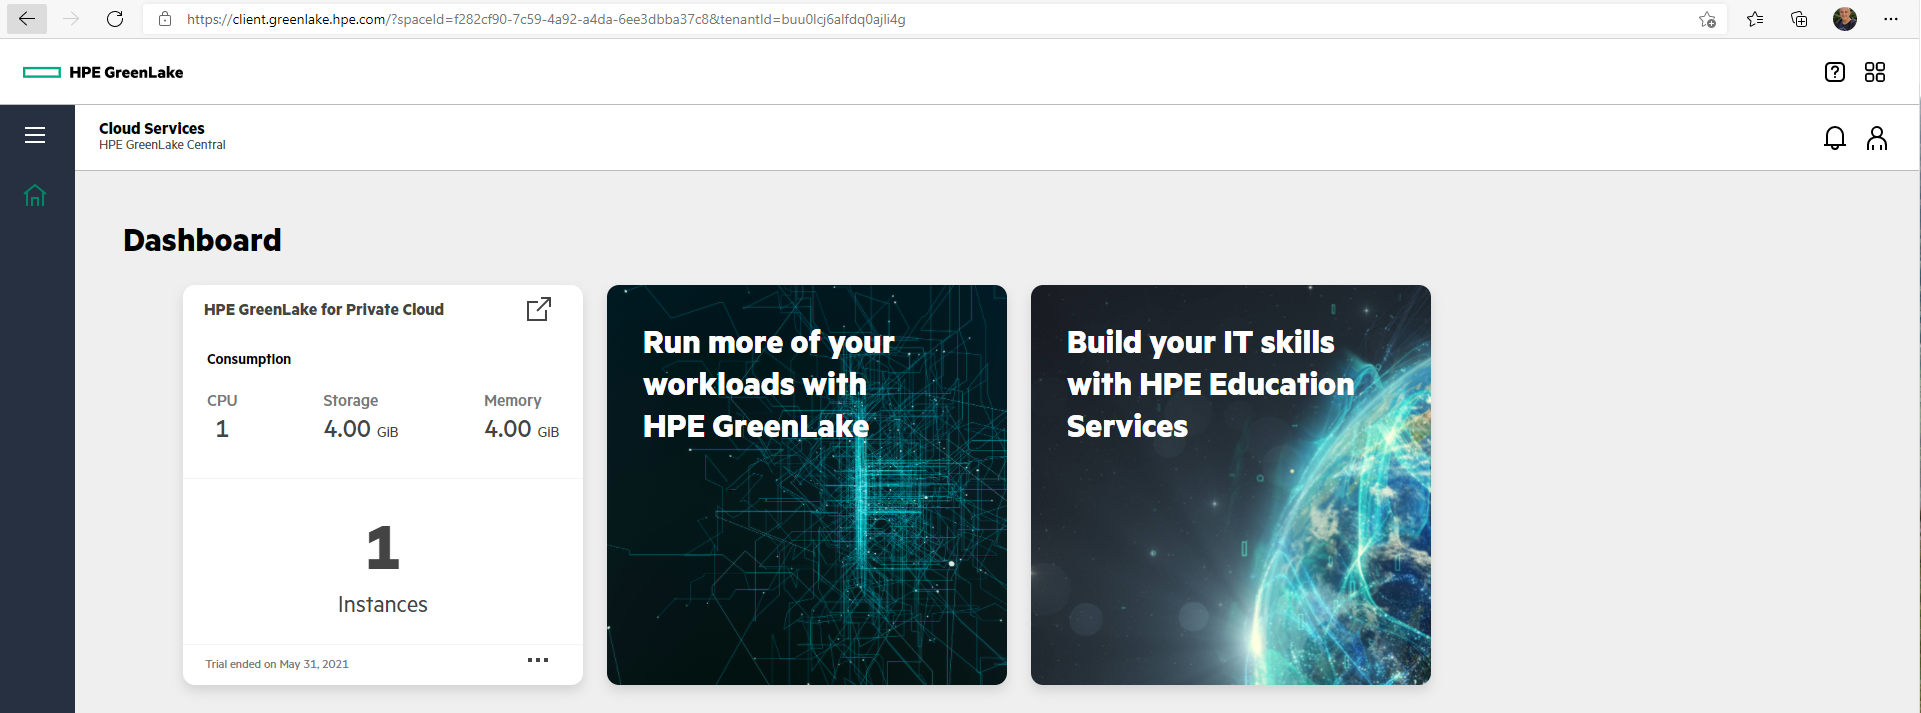 https://client.greenlake.hpe.com/?spaceId=f282cf90-7c59-4a92-a4da-6ee3dbba37c8&tenantId=buu0lcj6alfdq0ajli4g
HPE GreenLake
Cloud Services
HPE GreenLake Central
Dashboard
HPE GreenLake for Private Cloud
Consumption
CPU Storage Memory
1 4.00 GiB 4.00 GiB
1
Instances
Trial ended on May 31, 2021
Run more of your
workloads with
HPE GreenLake
Build your IT skills
with HPE Education
Services